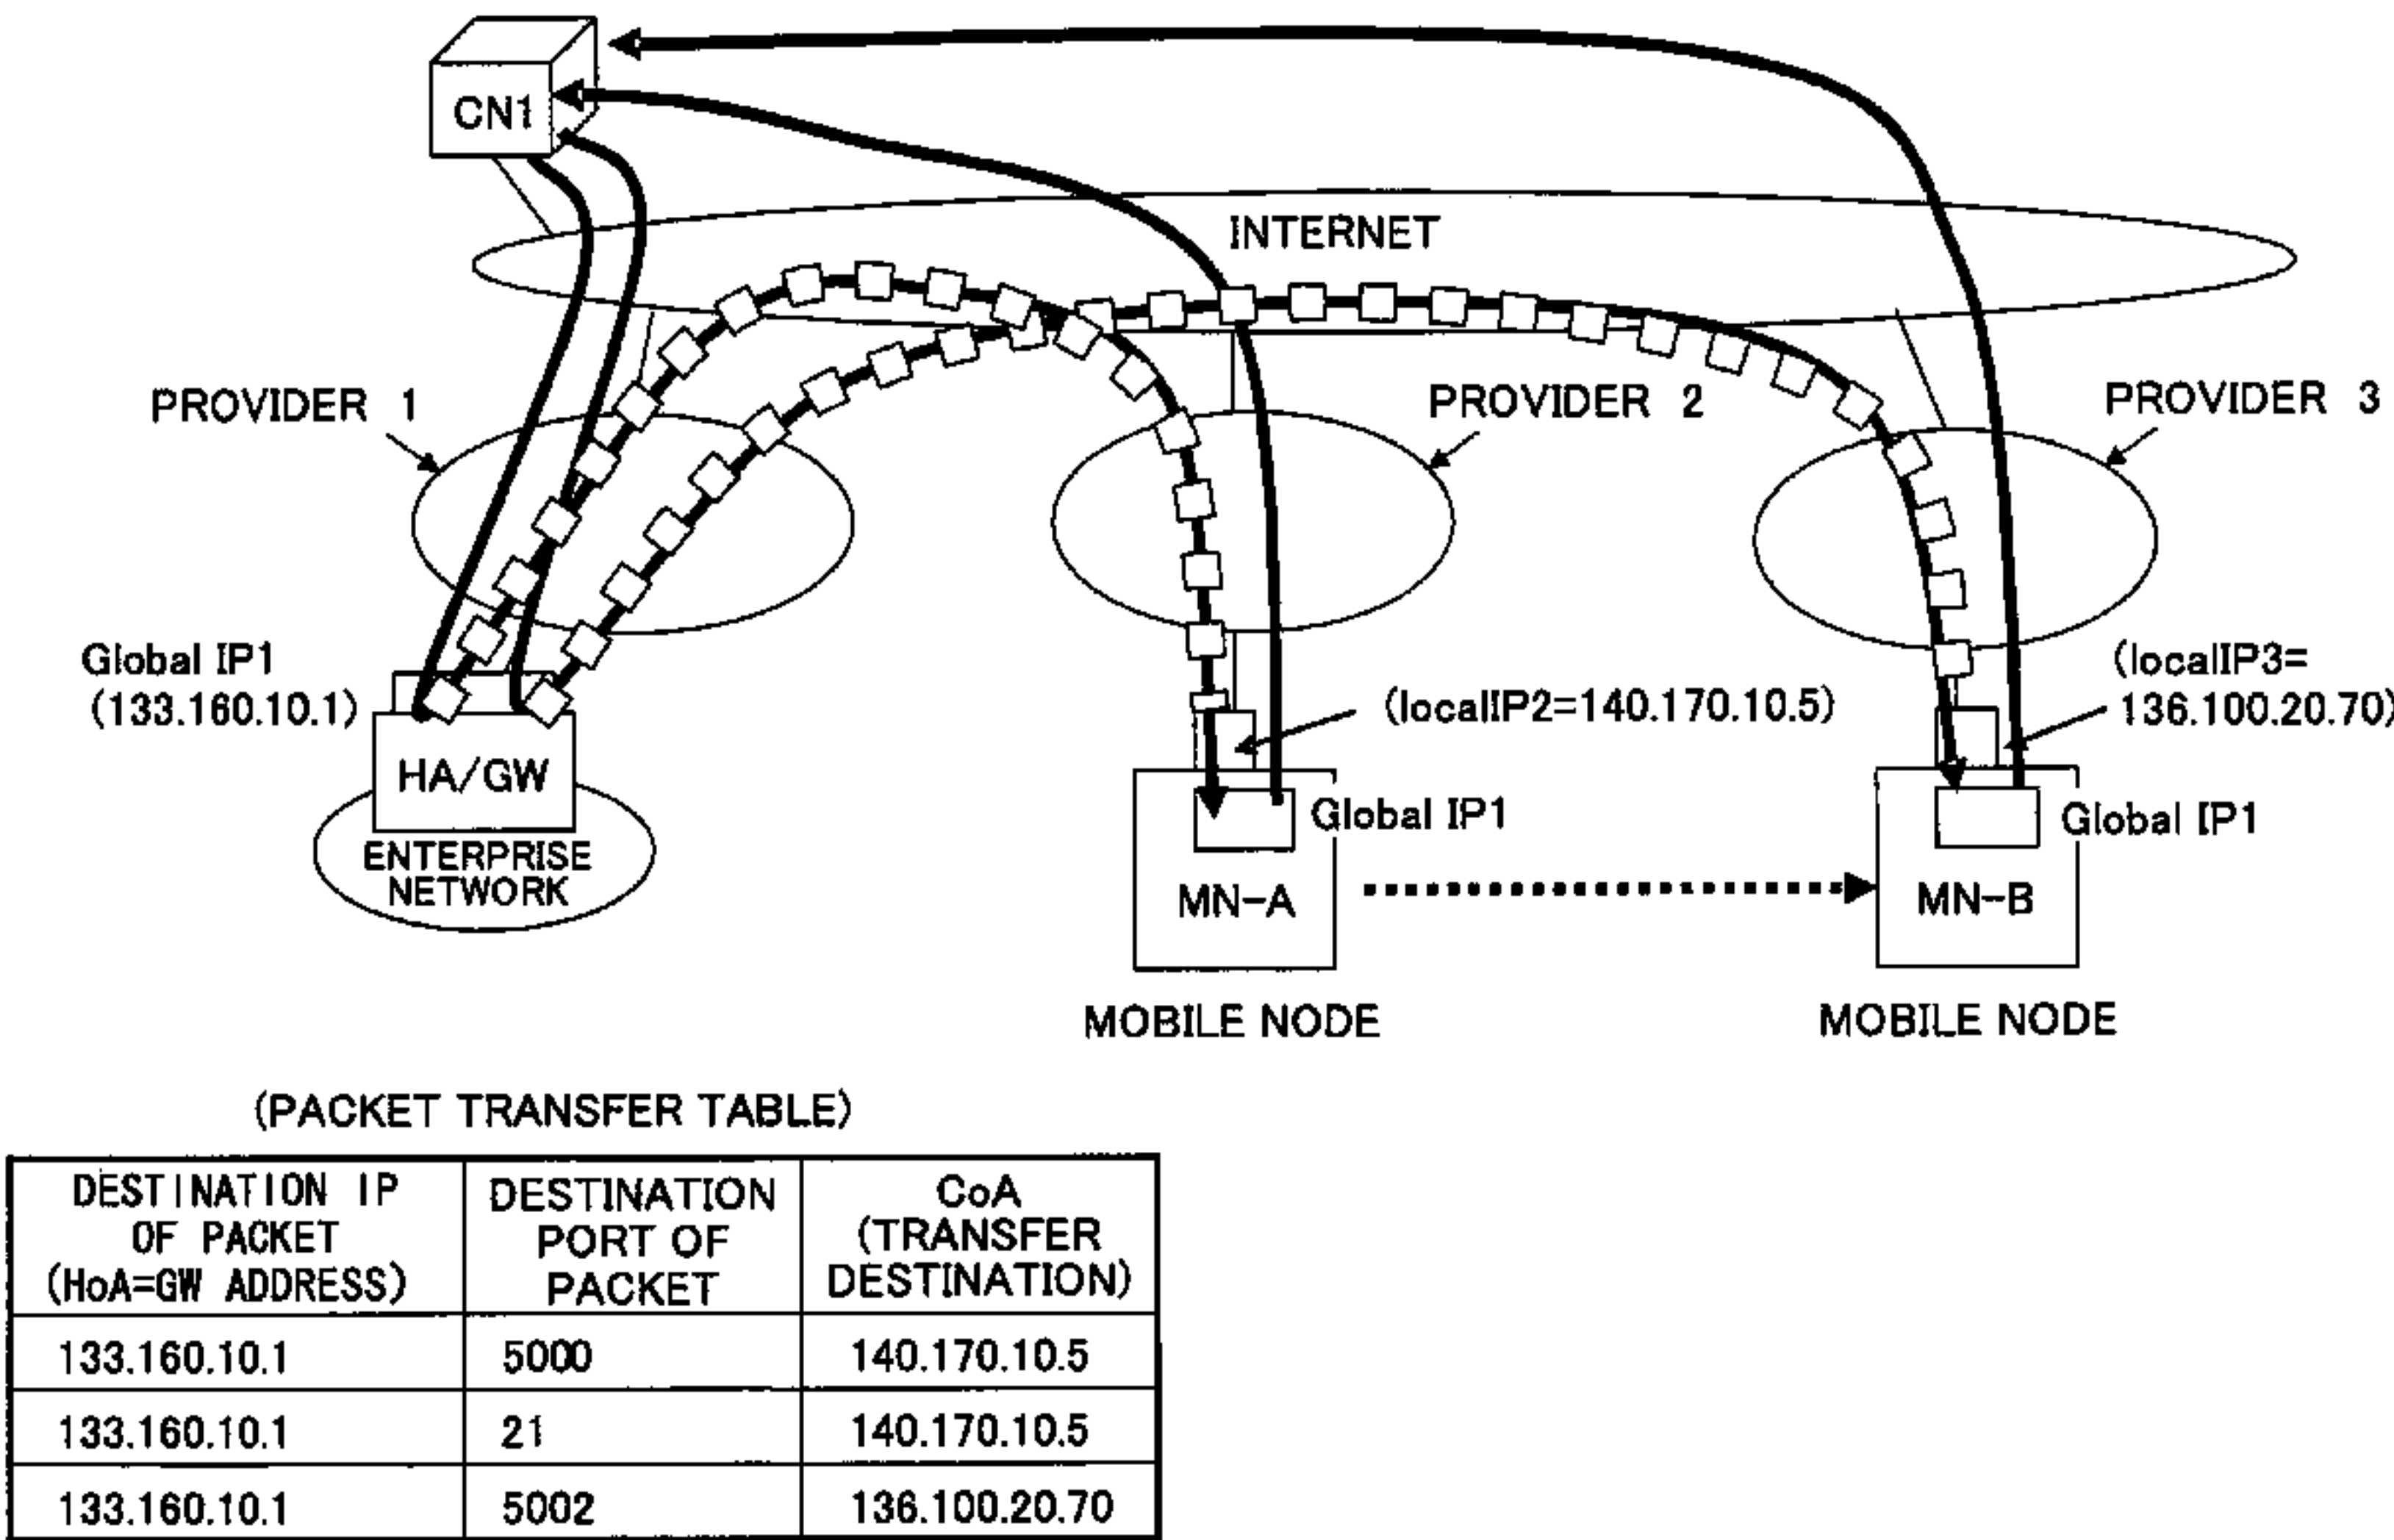 CN1
INTERNET
PROVIDER 1
PROVIDER 2
PROVIDER 3
Global IP1
(133.160.10.1)
(localIP2=140.170.10.5)
(localIP3=
136.100.20.70)
HA/GW
Global IP1
Global IP1
ENTERPRISE
NETWORK
MN-A
MN-B
MOBILE NODE
MOBILE NODE
(PACKET TRANSFER TABLE)
DESTINATION IP
OF PACKET
(HoA=GW ADDRESS)
DESTINATION
PORT OF
PACKET
CoA
(TRANSFER
DESTINATION)
133.160.10.1 5000 140.170.10.5
133.160.10.1 21 140.170.10.5
133.160.10.1 5002 136.100.20.70